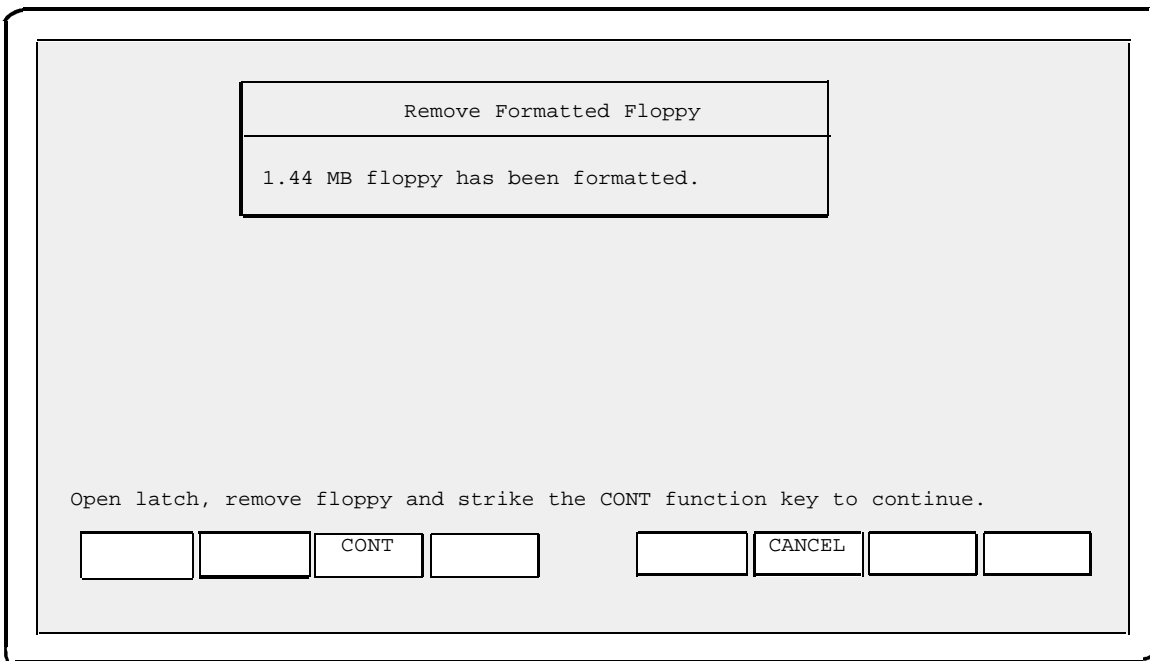 Remove Formatted Floppy
1.44 MB floppy has been formatted.
Open latch, remove floppy and strike the CONT function key to continue.
CONT CANCEL